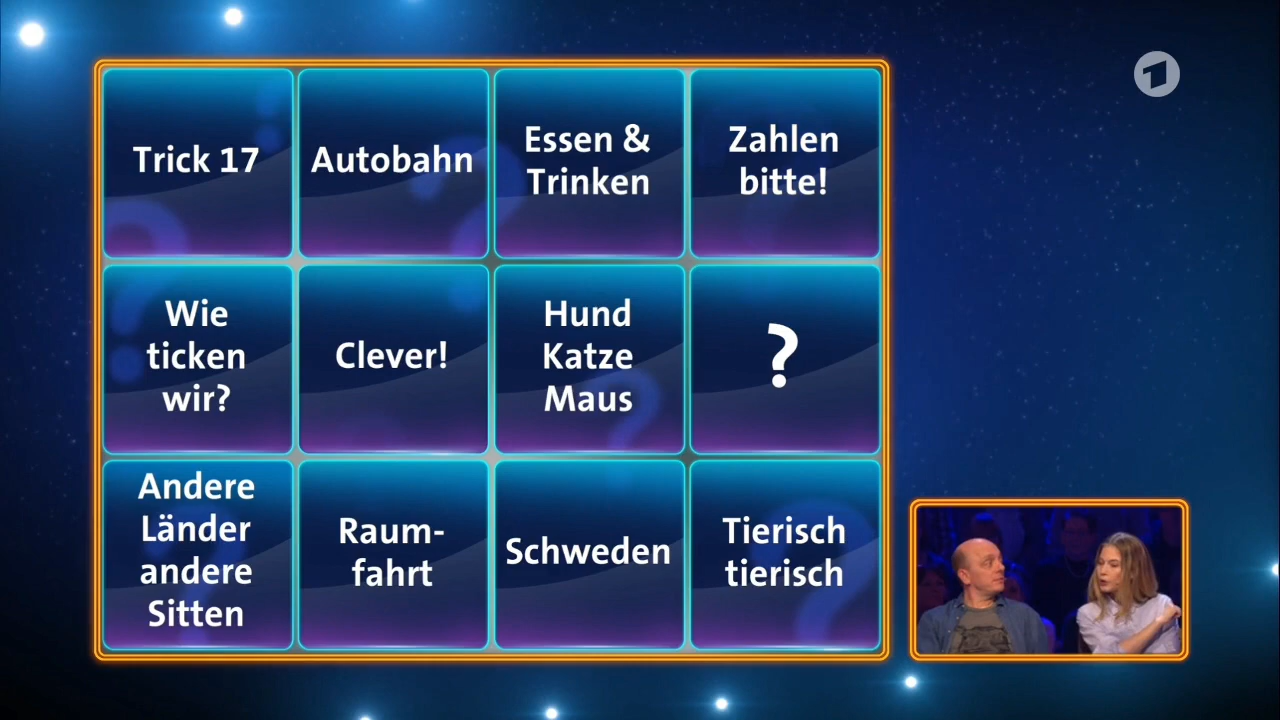 Trick 17
Autobahn
Essen &
Trinken
Zahlen
bitte!
Wie
ticken
wir?
Clever!
Hund
Katze
Maus
?
Andere
Länder
andere
Sitten
Raum-
fahrt
Schweden
Tierisch
tierisch
1